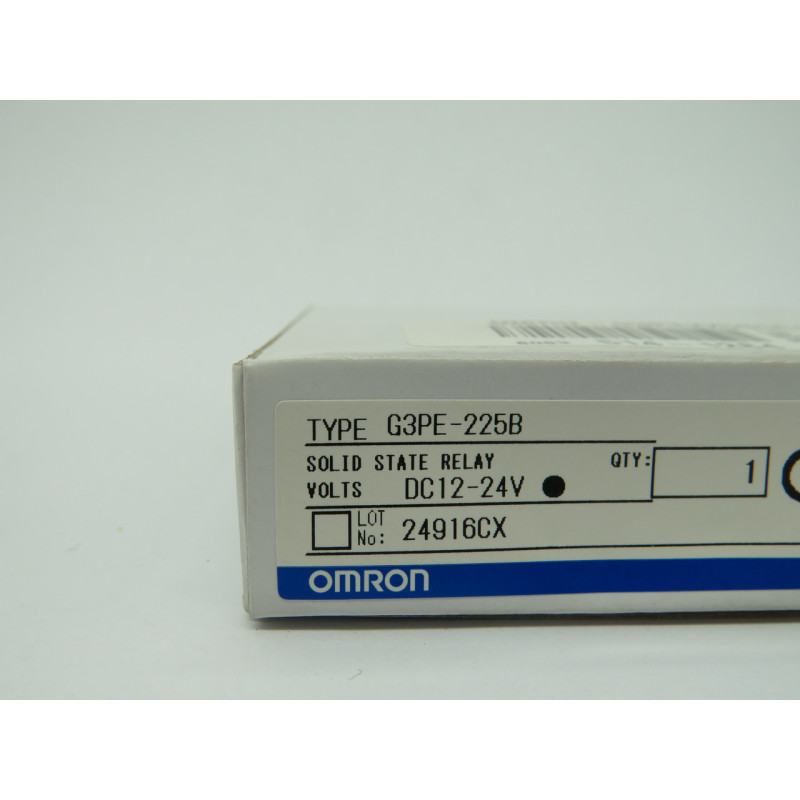 TYPE G3PE-225B
SOLID STATE RELAY QTY: 1
VOLTS DC12-24V
LOT No: 24916CX
OMRON